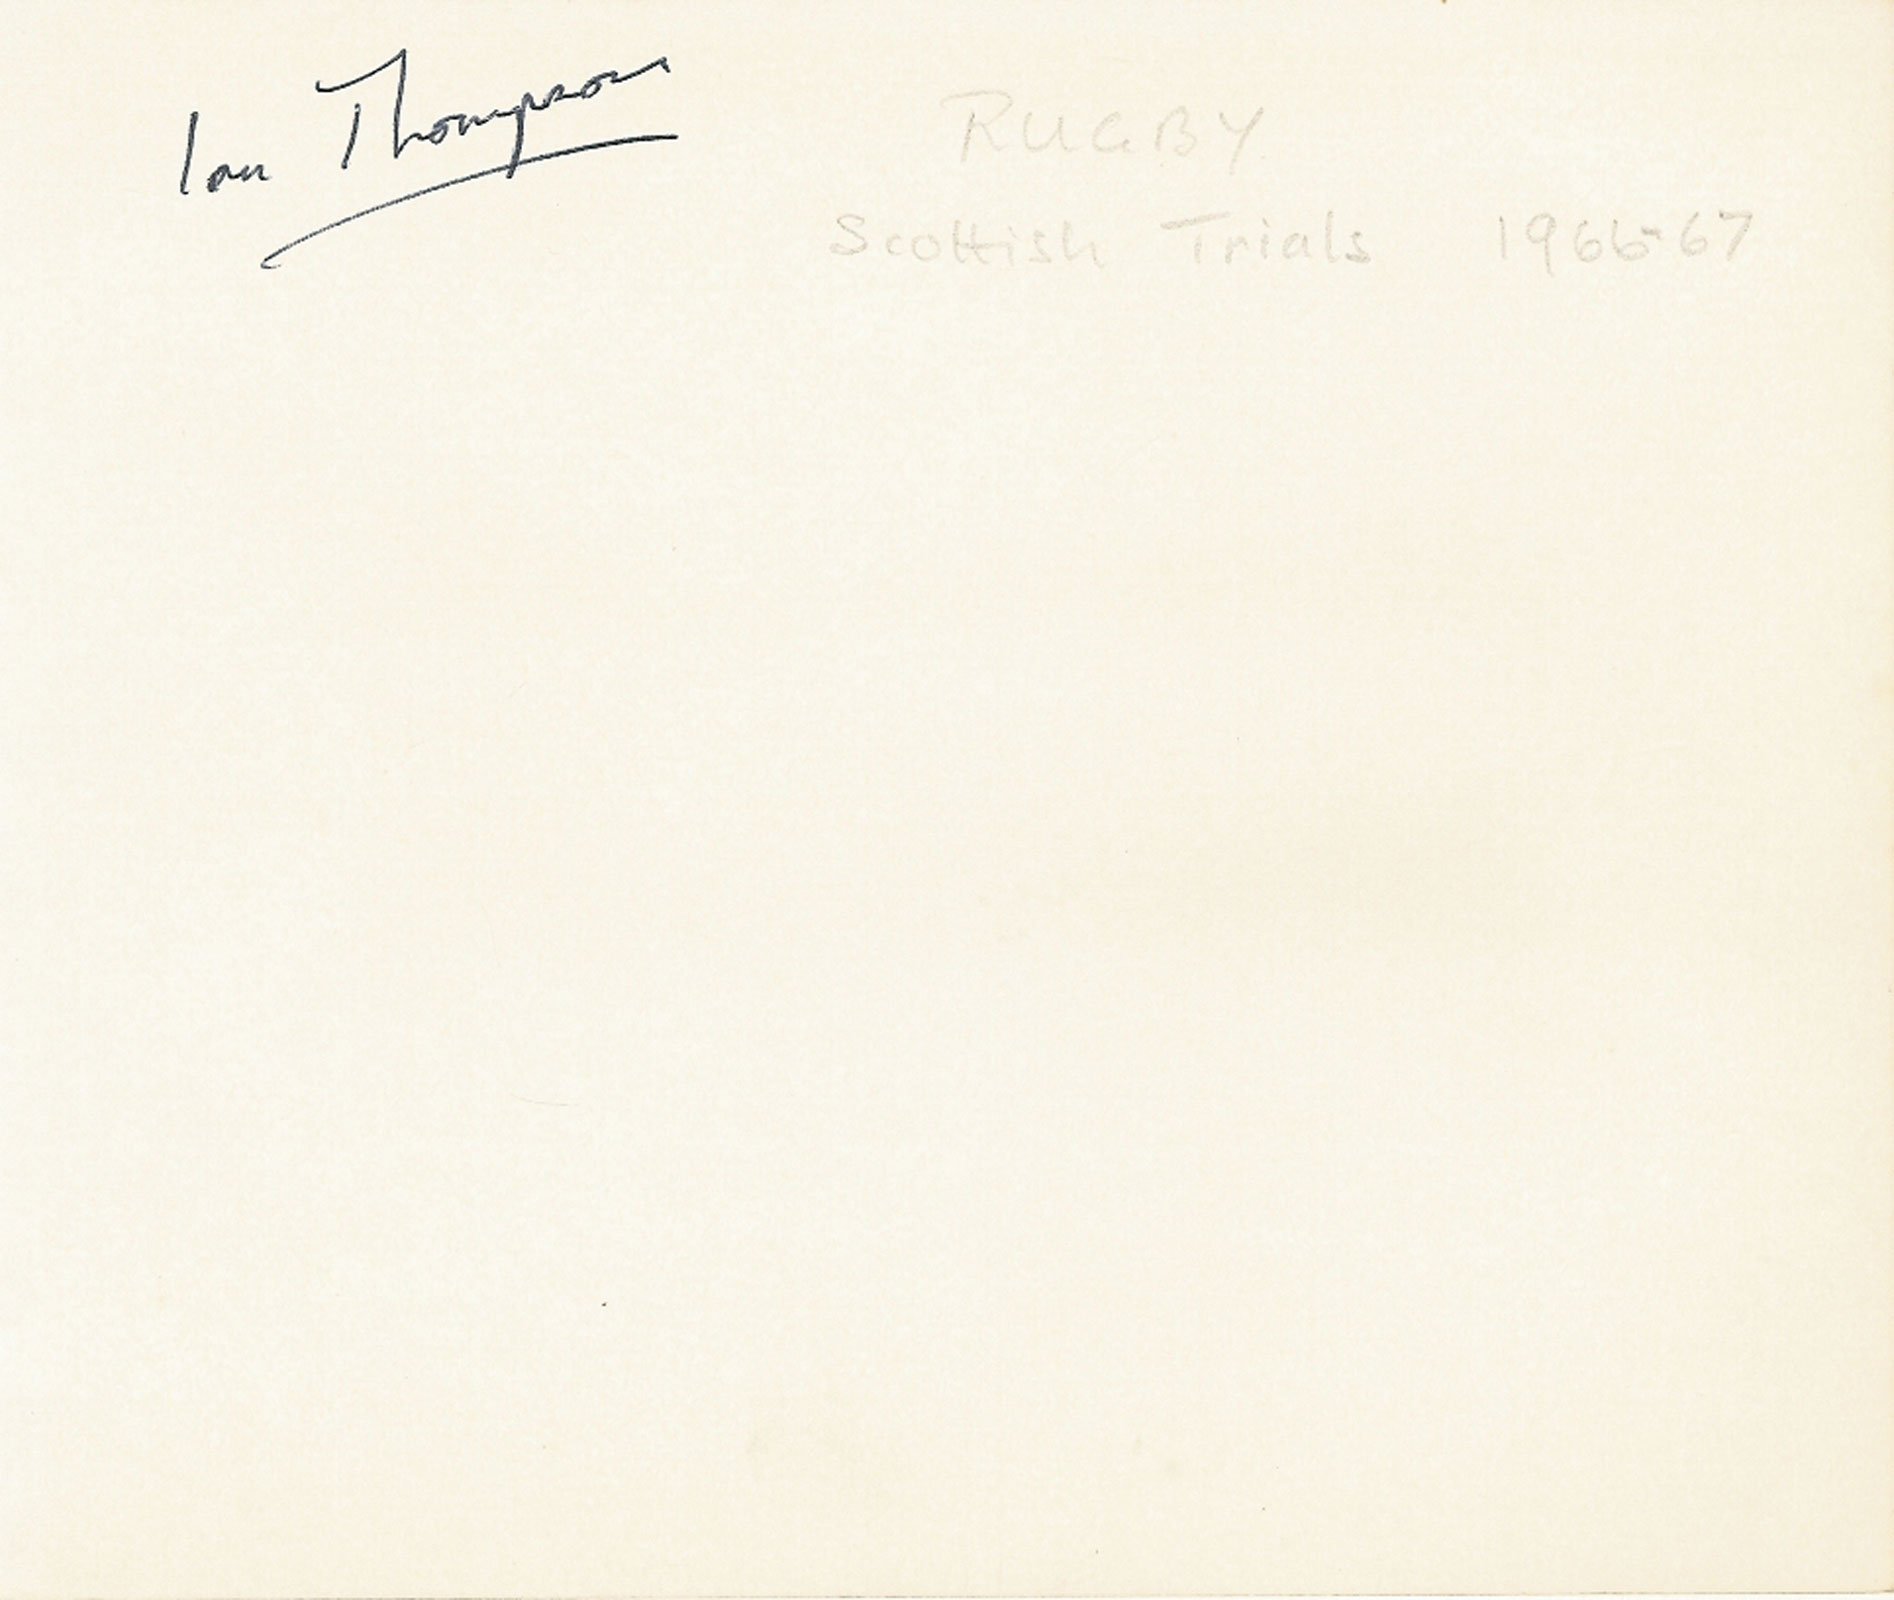 Ian Thompson
RUGBY
Scottish Trials 1966-67